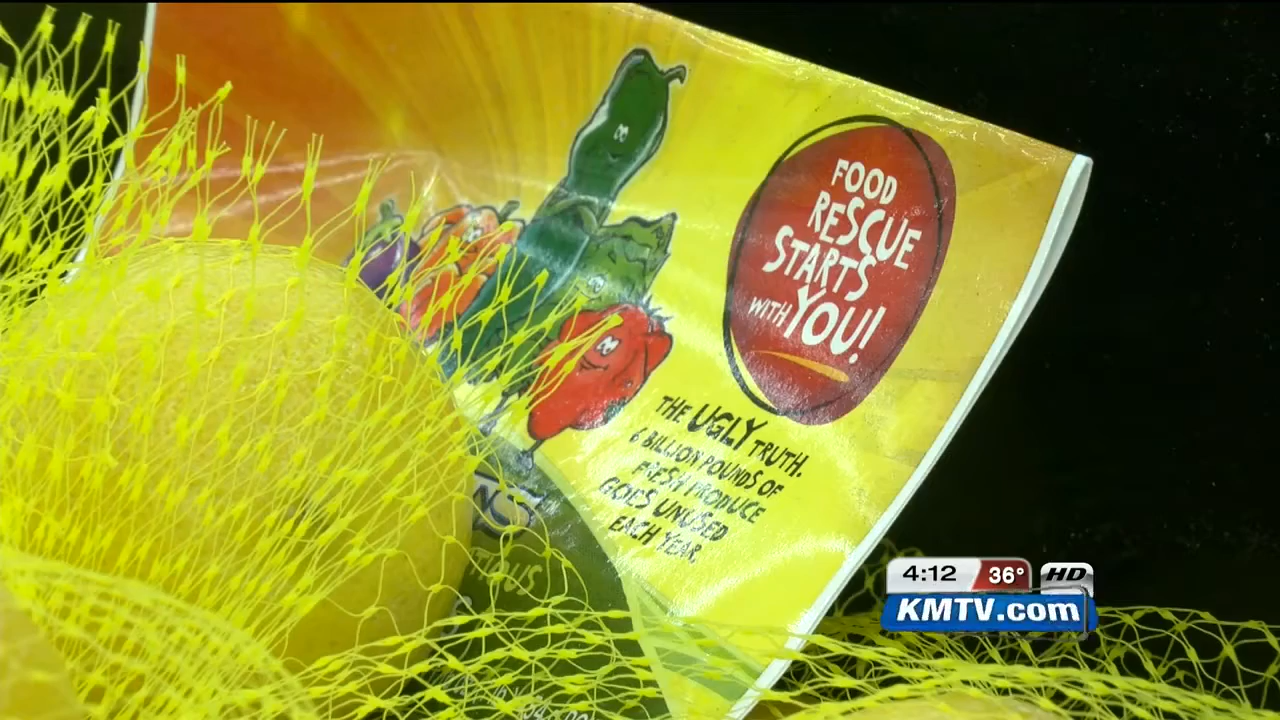 FOOD
RESCUE
STARTS
WITH YOU!
THE UGLY TRUTH.
6 BILLION POUNDS OF
FRESH PRODUCE
GOES UNUSED
EACH YEAR.
4:12 36° HD
KMTV.com